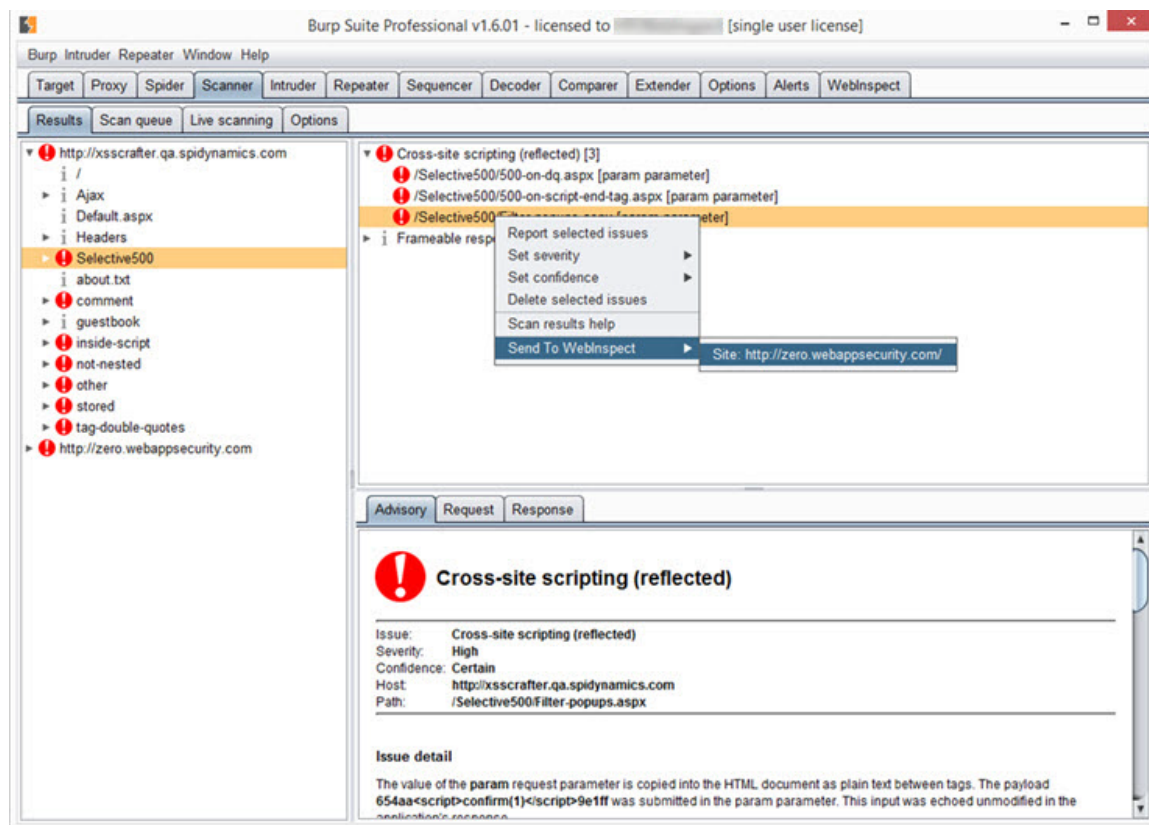 Burp Suite Professional v1.6.01 - licensed to [single user license]
Burp Intruder Repeater Window Help
Target Proxy Spider Scanner Intruder Repeater Sequencer Decoder Comparer Extender Options Alerts WebInspect
Results Scan queue Live scanning Options
http://xsscrafter.qa.spidynamics.com
/
Ajax
Default.aspx
Headers
Selective500
about.txt
comment
guestbook
inside-script
not-nested
other
stored
tag-double-quotes
http://zero.webappsecurity.com
Cross-site scripting (reflected) [3]
/Selective500/500-on-dq.aspx [param parameter]
/Selective500/500-on-script-end-tag.aspx [param parameter]
/Selective500/Filter-popups.aspx [param parameter]
Frameable resp
Report selected issues
Set severity
Set confidence
Delete selected issues
Scan results help
Send To WebInspect
Site: http://zero.webappsecurity.com/
Advisory Request Response
Cross-site scripting (reflected)
Issue: Cross-site scripting (reflected)
Severity: High
Confidence: Certain
Host: http://xsscrafter.qa.spidynamics.com
Path: /Selective500/Filter-popups.aspx
Issue detail
The value of the param request parameter is copied into the HTML document as plain text between tags. The payload
654aa<script>confirm(1)</script>9e1ff was submitted in the param parameter. This input was echoed unmodified in the
application's response.